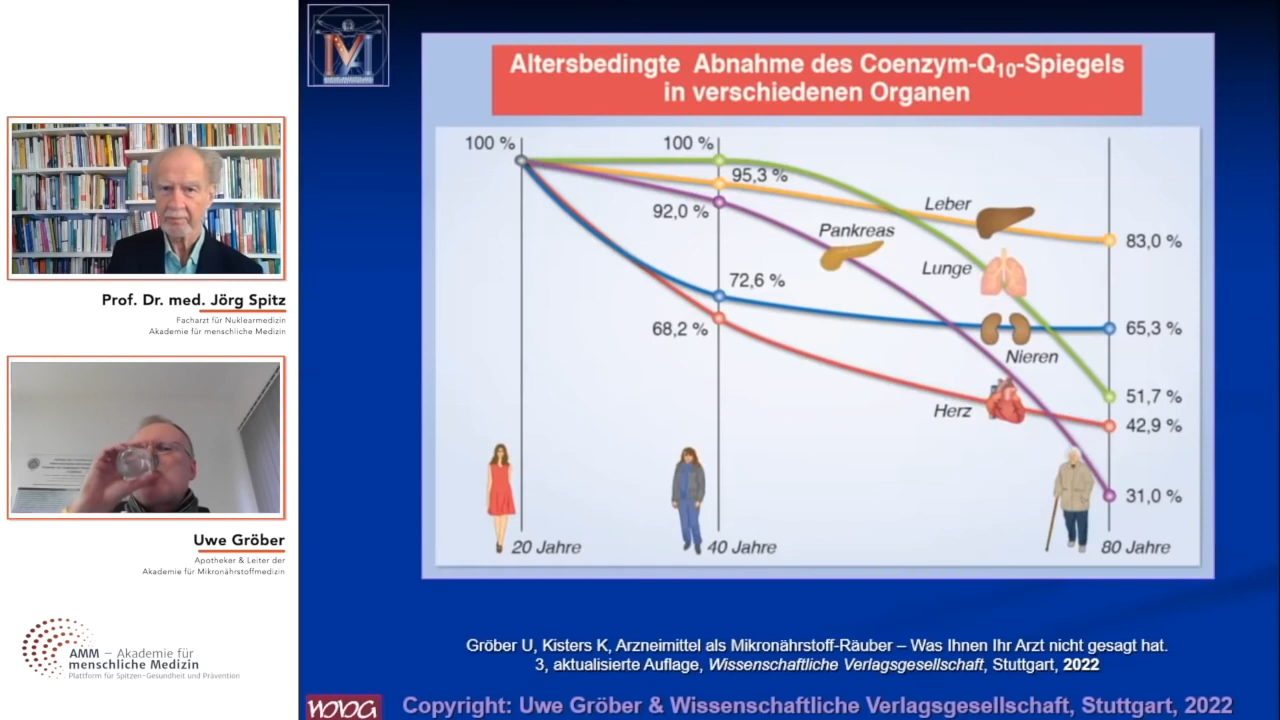 Altersbedingte Abnahme des Coenzym-Q10-Spiegels
in verschiedenen Organen
100 %
100 %
95,3 %
92,0 %
Leber
Pankreas
83,0 %
Lunge
72,6 %
68,2 %
65,3 %
Nieren
51,7 %
Herz
42,9 %
31,0 %
20 Jahre
40 Jahre
80 Jahre
Prof. Dr. med. Jörg Spitz
Facharzt für Nuklearmedizin
Akademie für menschliche Medizin
Uwe Gröber
Apotheker & Leiter der
Akademie für Mikronährstoffmedizin
AMM – Akademie für
menschliche Medizin
Plattform für Spitzen-Gesundheit und Prävention
Gröber U, Kisters K, Arzneimittel als Mikronährstoff-Räuber – Was Ihnen Ihr Arzt nicht gesagt hat.
3, aktualisierte Auflage, Wissenschaftliche Verlagsgesellschaft, Stuttgart, 2022
Copyright: Uwe Gröber & Wissenschaftliche Verlagsgesellschaft, Stuttgart, 2022